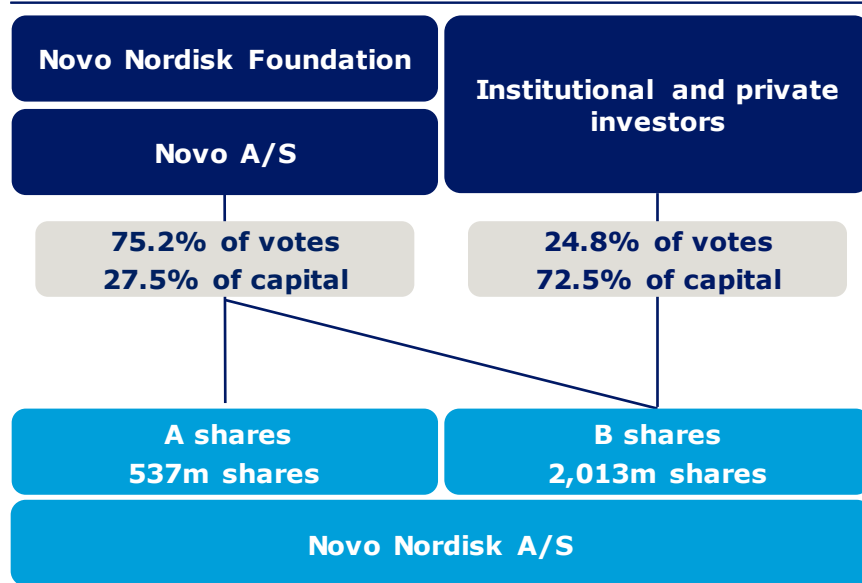 Novo Nordisk Foundation
Novo A/S
Institutional and private
investors
75.2% of votes
27.5% of capital
24.8% of votes
72.5% of capital
A shares
537m shares
B shares
2,013m shares
Novo Nordisk A/S